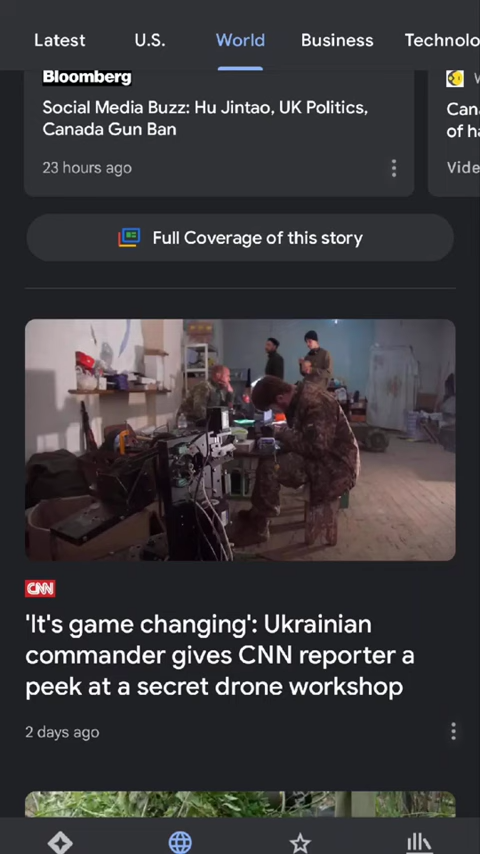 Latest U.S. World Business Technolo
Bloomberg
Social Media Buzz: Hu Jintao, UK Politics,
Canada Gun Ban
23 hours ago
Can
of ha
Vide
Full Coverage of this story
CNN
'It's game changing': Ukrainian
commander gives CNN reporter a
peek at a secret drone workshop
2 days ago